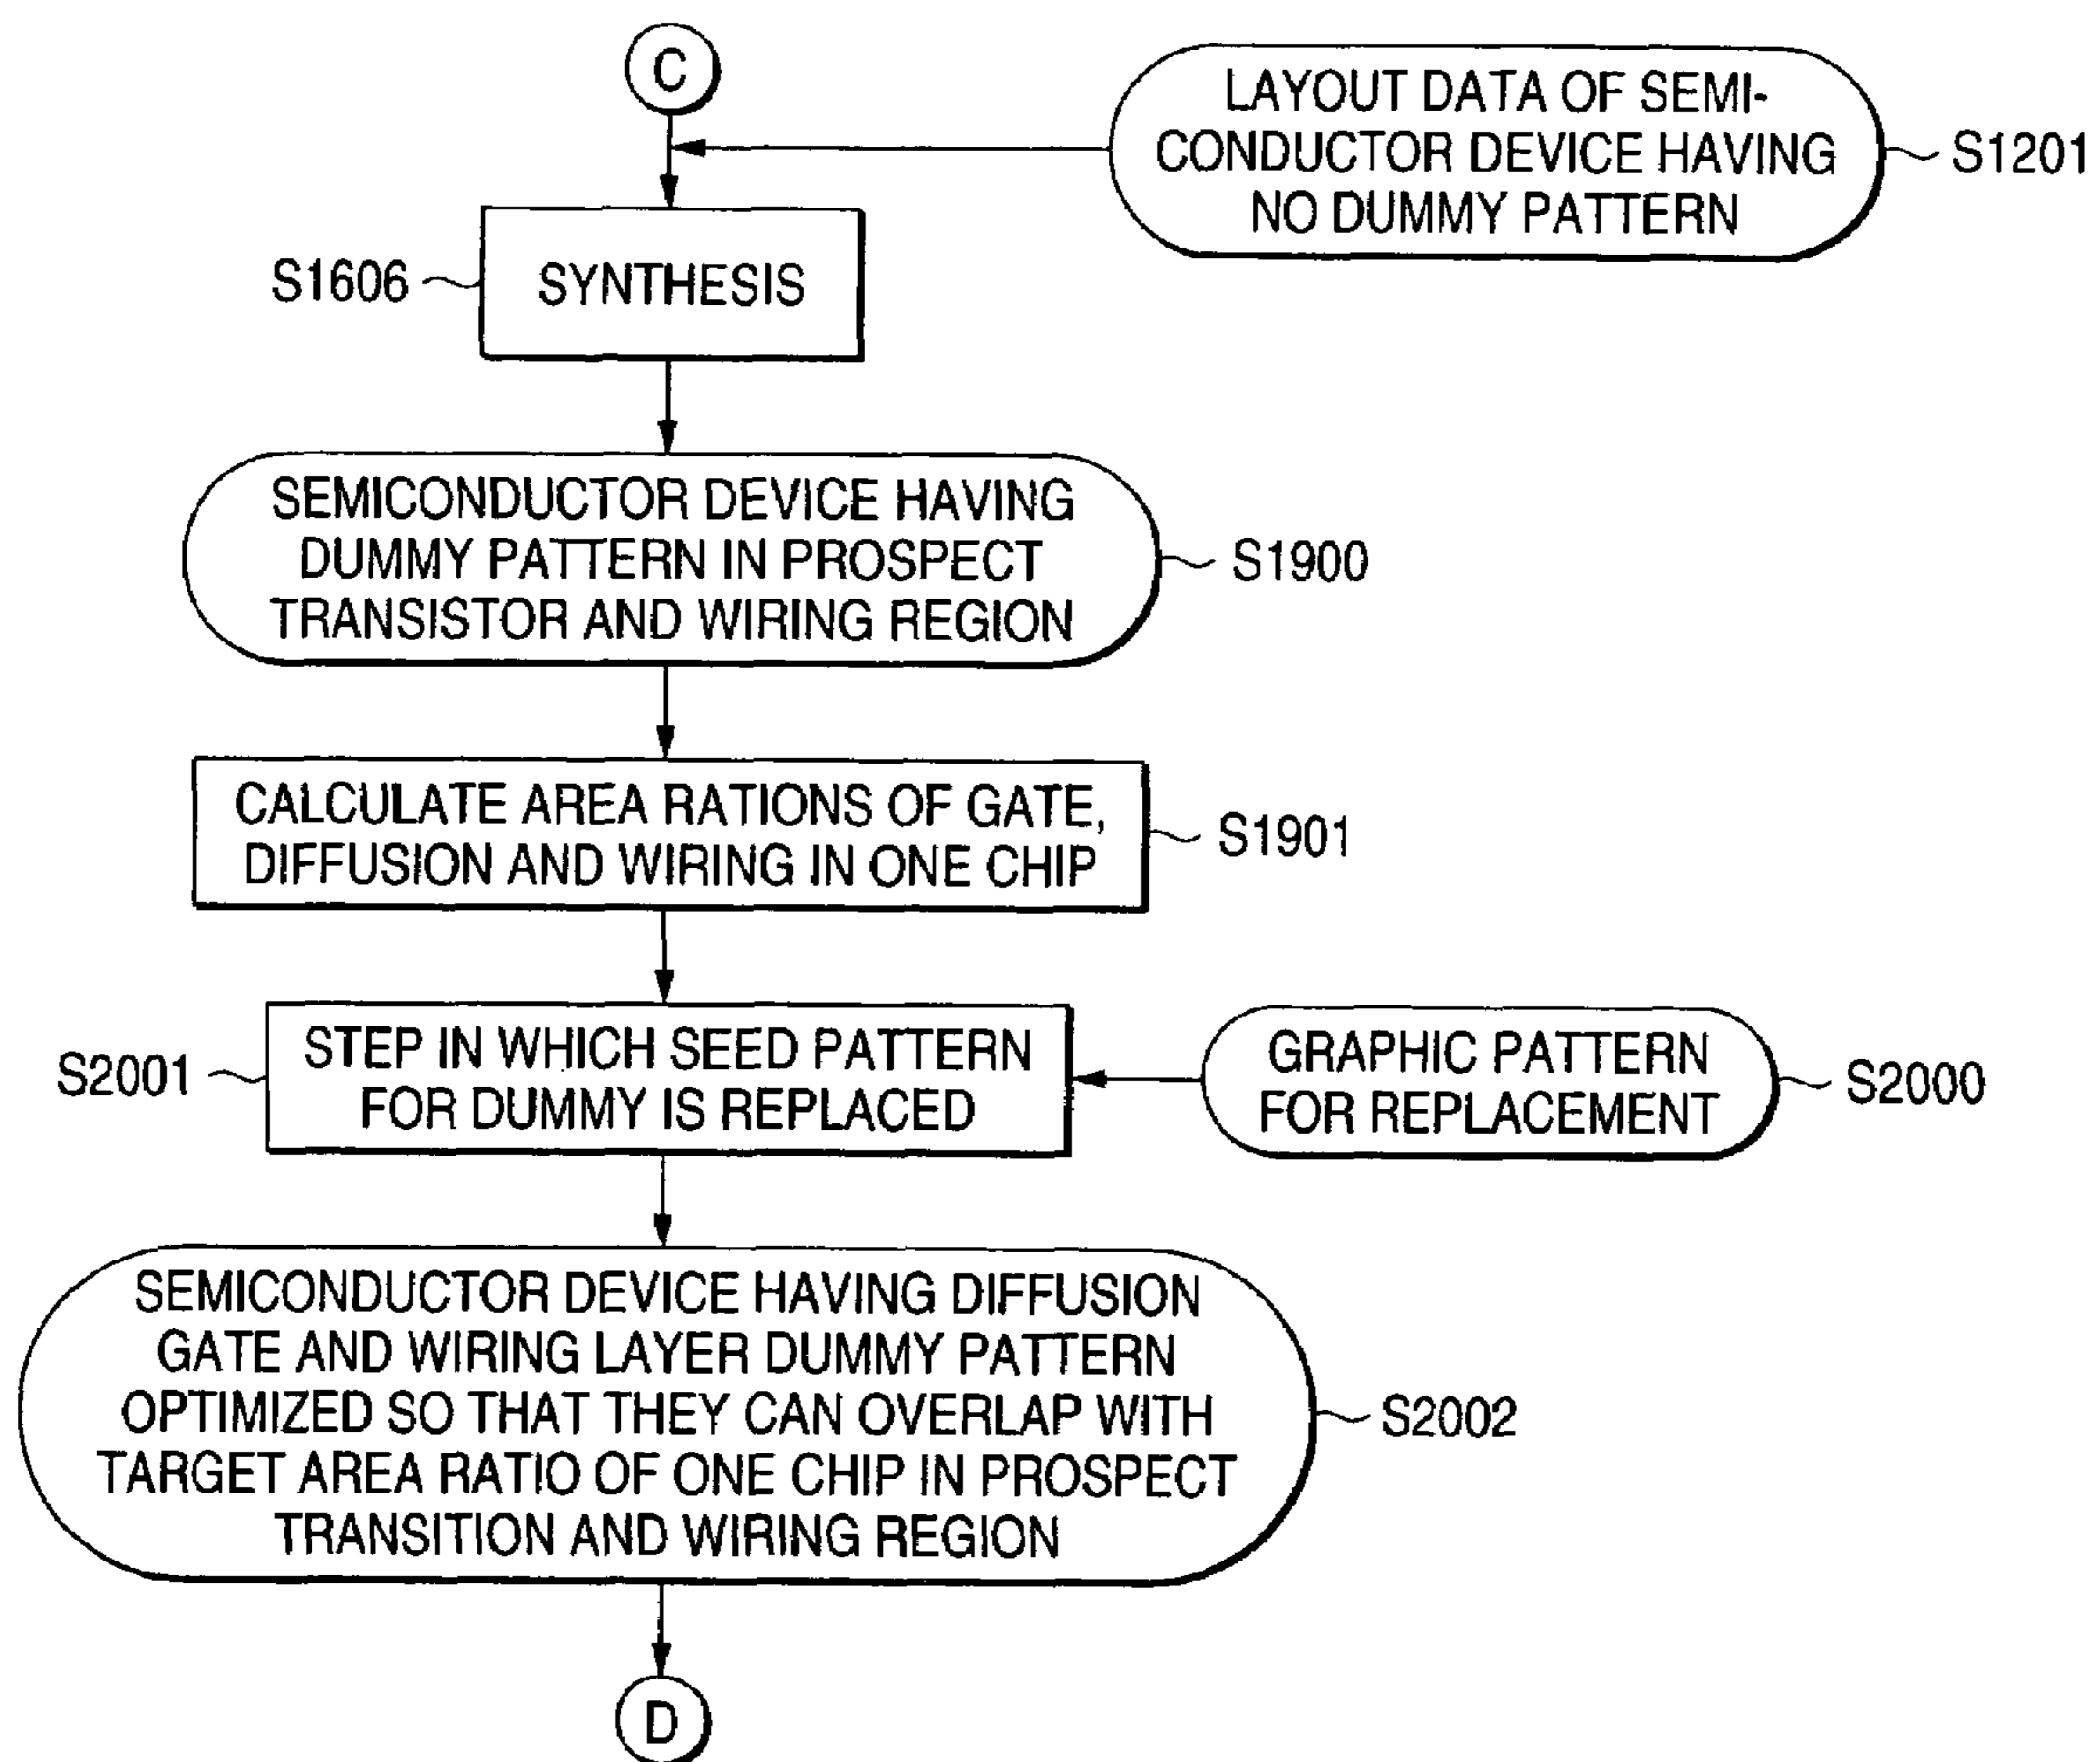 C
LAYOUT DATA OF SEMI-
CONDUCTOR DEVICE HAVING
NO DUMMY PATTERN
S1201
S1606
SYNTHESIS
SEMICONDUCTOR DEVICE HAVING
DUMMY PATTERN IN PROSPECT
TRANSISTOR AND WIRING REGION
S1900
CALCULATE AREA RATIONS OF GATE,
DIFFUSION AND WIRING IN ONE CHIP
S1901
S2001
STEP IN WHICH SEED PATTERN
FOR DUMMY IS REPLACED
GRAPHIC PATTERN
FOR REPLACEMENT
S2000
SEMICONDUCTOR DEVICE HAVING DIFFUSION
GATE AND WIRING LAYER DUMMY PATTERN
OPTIMIZED SO THAT THEY CAN OVERLAP WITH
TARGET AREA RATIO OF ONE CHIP IN PROSPECT
TRANSITION AND WIRING REGION
S2002
D